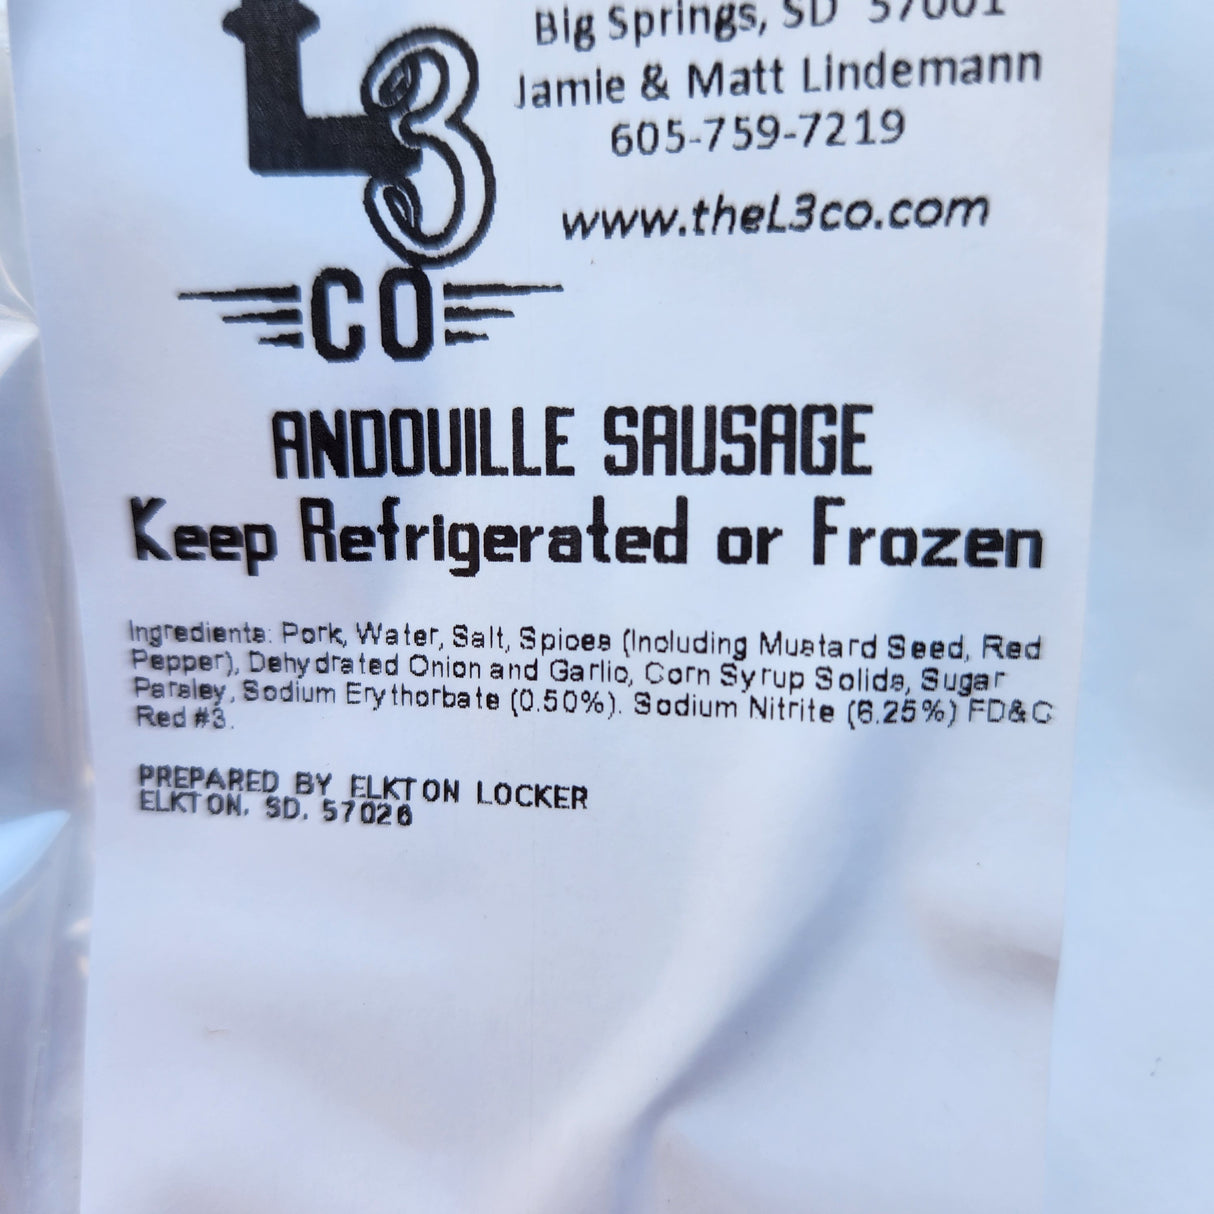 L3
CO
Big Springs, SD 57001
Jamie & Matt Lindemann
605-759-7219
www.theL3co.com
ANDOUILLE SAUSAGE
Keep Refrigerated or Frozen
Ingredients: Pork, Water, Salt, Spices (Including Mustard Seed, Red
Pepper), Dehydrated Onion and Garlic, Corn Syrup Solids, Sugar
Parsley, Sodium Erythorbate (0.50%). Sodium Nitrite (6.25%) FD&C
Red #3.
PREPARED BY ELKTON LOCKER
ELKTON, SD. 57026